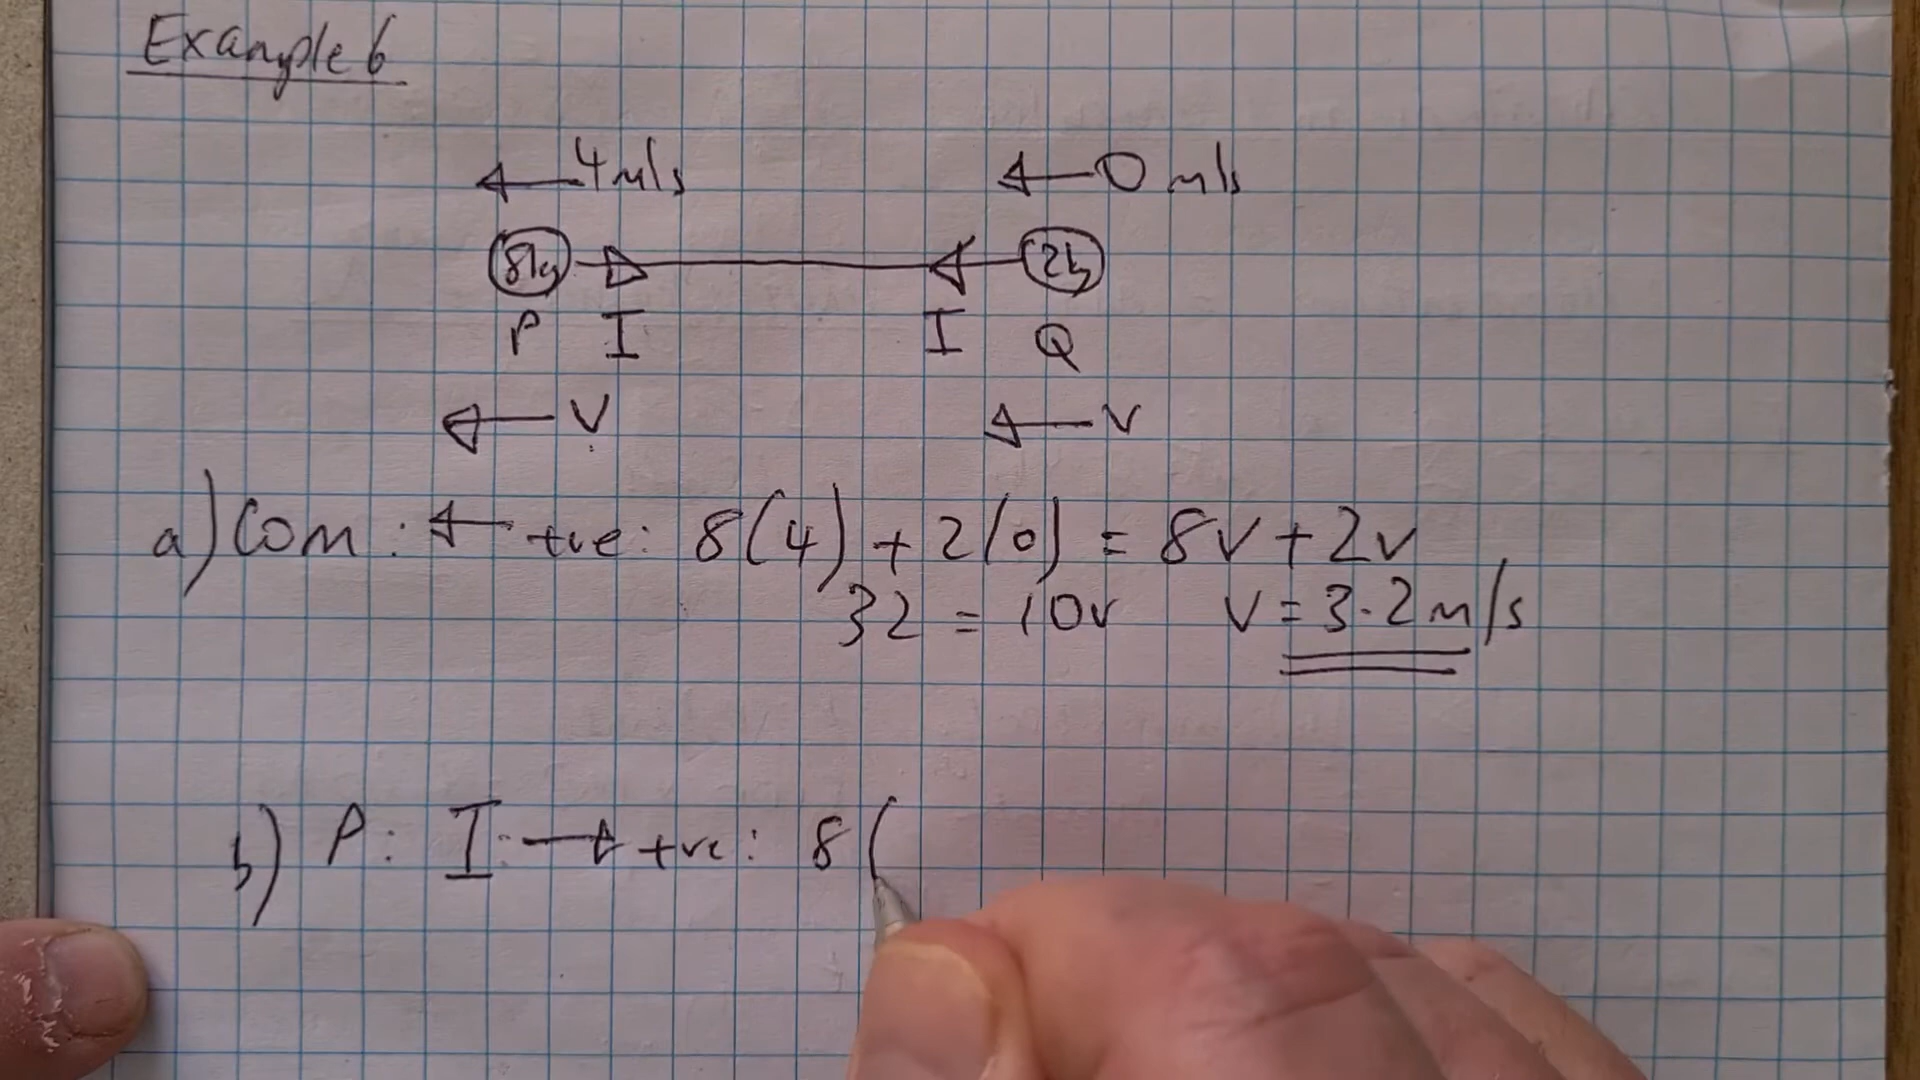 Example 6
← 4 m/s ← 0 m/s
8kg 2kg
P I I Q
← v ← v
a) COM : ← +ve : 8(4) + 2(0) = 8v + 2v
32 = 10v v = 3.2 m/s
b) P : I : → +ve : 8 (